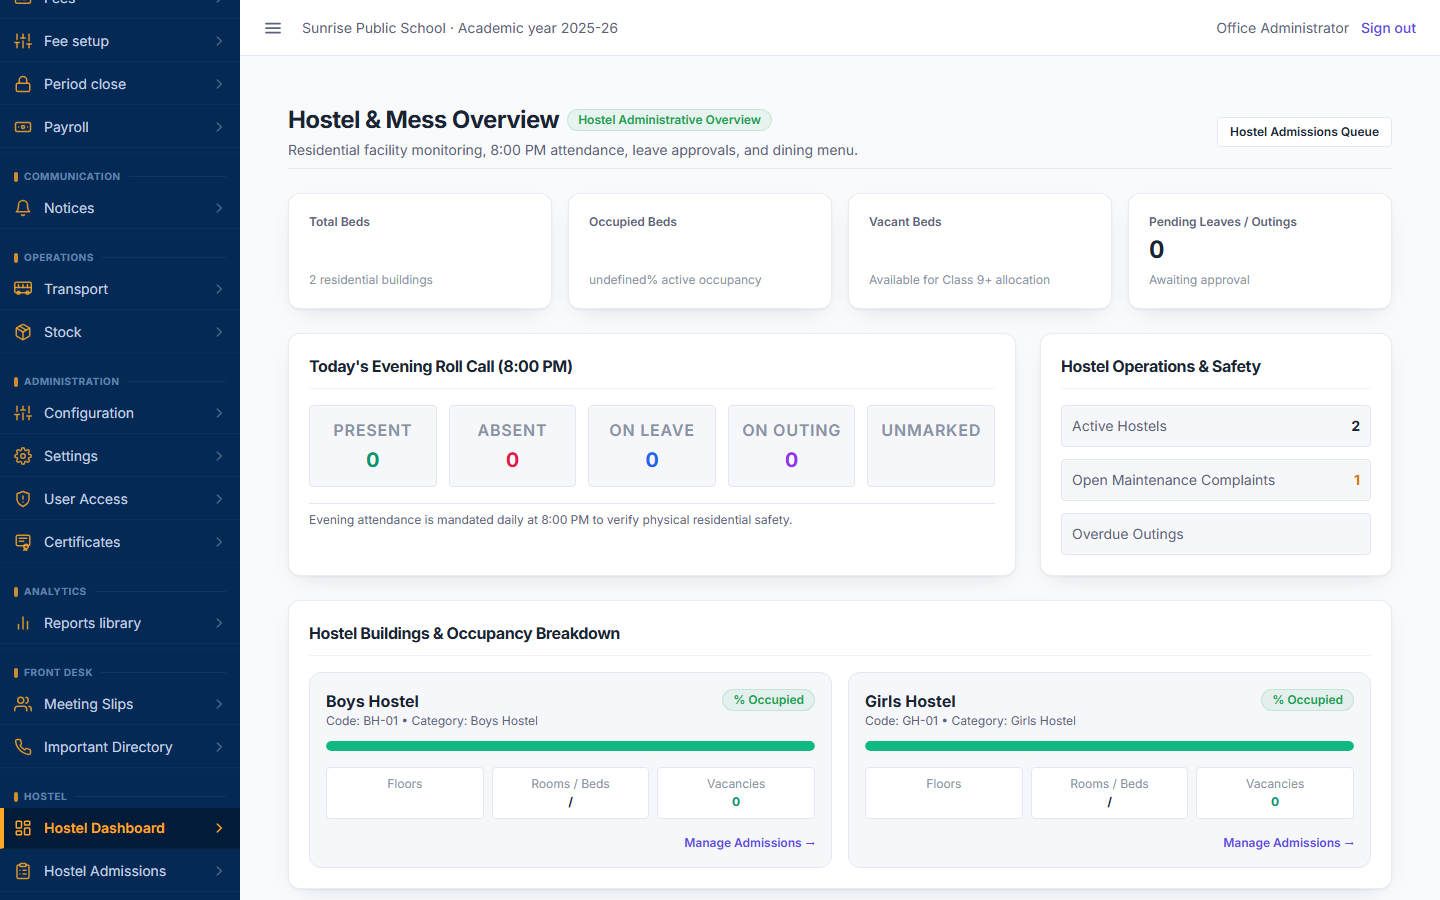 Fees
Fee setup
Period close
Payroll
COMMUNICATION
Notices
OPERATIONS
Transport
Stock
ADMINISTRATION
Configuration
Settings
User Access
Certificates
ANALYTICS
Reports library
FRONT DESK
Meeting Slips
Important Directory
HOSTEL
Hostel Dashboard
Hostel Admissions
Sunrise Public School · Academic year 2025-26
Office Administrator Sign out
Hostel & Mess Overview Hostel Administrative Overview
Residential facility monitoring, 8:00 PM attendance, leave approvals, and dining menu.
Hostel Admissions Queue
Total Beds
2 residential buildings
Occupied Beds
undefined% active occupancy
Vacant Beds
Available for Class 9+ allocation
Pending Leaves / Outings
0
Awaiting approval
Today's Evening Roll Call (8:00 PM)
PRESENT
0
ABSENT
0
ON LEAVE
0
ON OUTING
0
UNMARKED
Evening attendance is mandated daily at 8:00 PM to verify physical residential safety.
Hostel Operations & Safety
Active Hostels 2
Open Maintenance Complaints 1
Overdue Outings
Hostel Buildings & Occupancy Breakdown
Boys Hostel % Occupied
Code: BH-01 • Category: Boys Hostel
Floors
Rooms / Beds
/
Vacancies
0
Manage Admissions →
Girls Hostel % Occupied
Code: GH-01 • Category: Girls Hostel
Floors
Rooms / Beds
/
Vacancies
0
Manage Admissions →